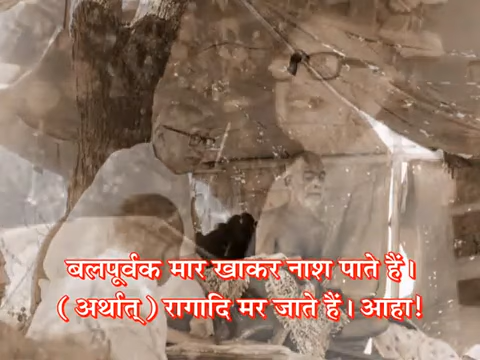 बलपूर्वक मार खाकर नाश पाते हैं।
( अर्थात् ) रागादि मर जाते हैं। आहा!